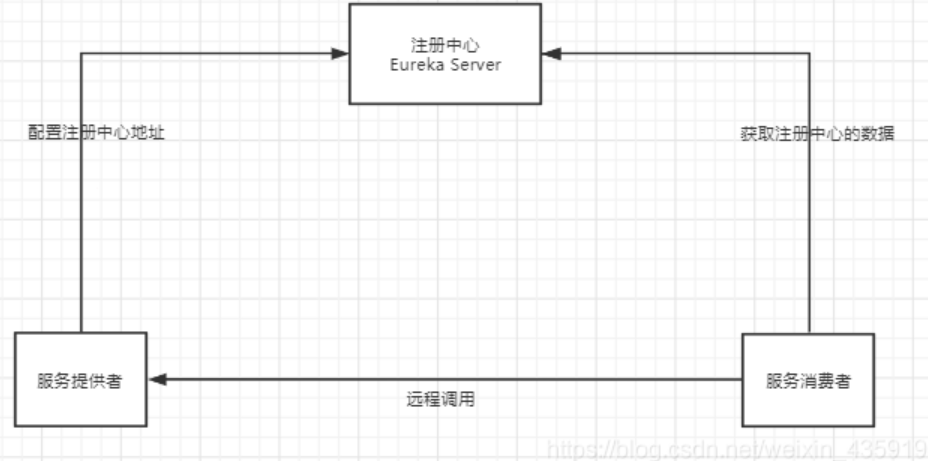 注册中心
Eureka Server
配置注册中心地址
获取注册中心的数据
服务提供者
服务消费者
远程调用
https://blog.csdn.net/weixin_435919